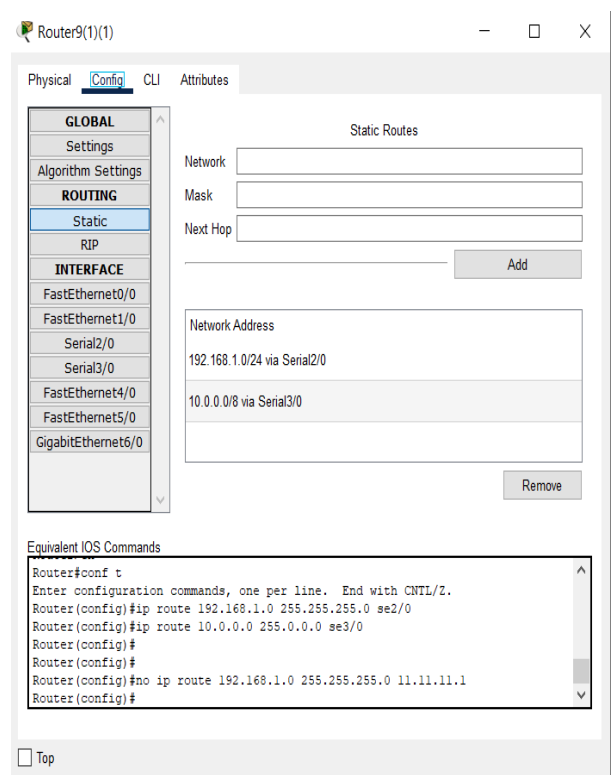 Router9(1)(1)
Physical Config CLI Attributes
GLOBAL
Settings
Algorithm Settings
ROUTING
Static
RIP
INTERFACE
FastEthernet0/0
FastEthernet1/0
Serial2/0
Serial3/0
FastEthernet4/0
FastEthernet5/0
GigabitEthernet6/0
Static Routes
Network
Mask
Next Hop
Add
Network Address
192.168.1.0/24 via Serial2/0
10.0.0.0/8 via Serial3/0
Remove
Equivalent IOS Commands
Router#conf t
Enter configuration commands, one per line. End with CNTL/Z.
Router(config)#ip route 192.168.1.0 255.255.255.0 se2/0
Router(config)#ip route 10.0.0.0 255.0.0.0 se3/0
Router(config)#
Router(config)#
Router(config)#no ip route 192.168.1.0 255.255.255.0 11.11.11.1
Router(config)#
Top